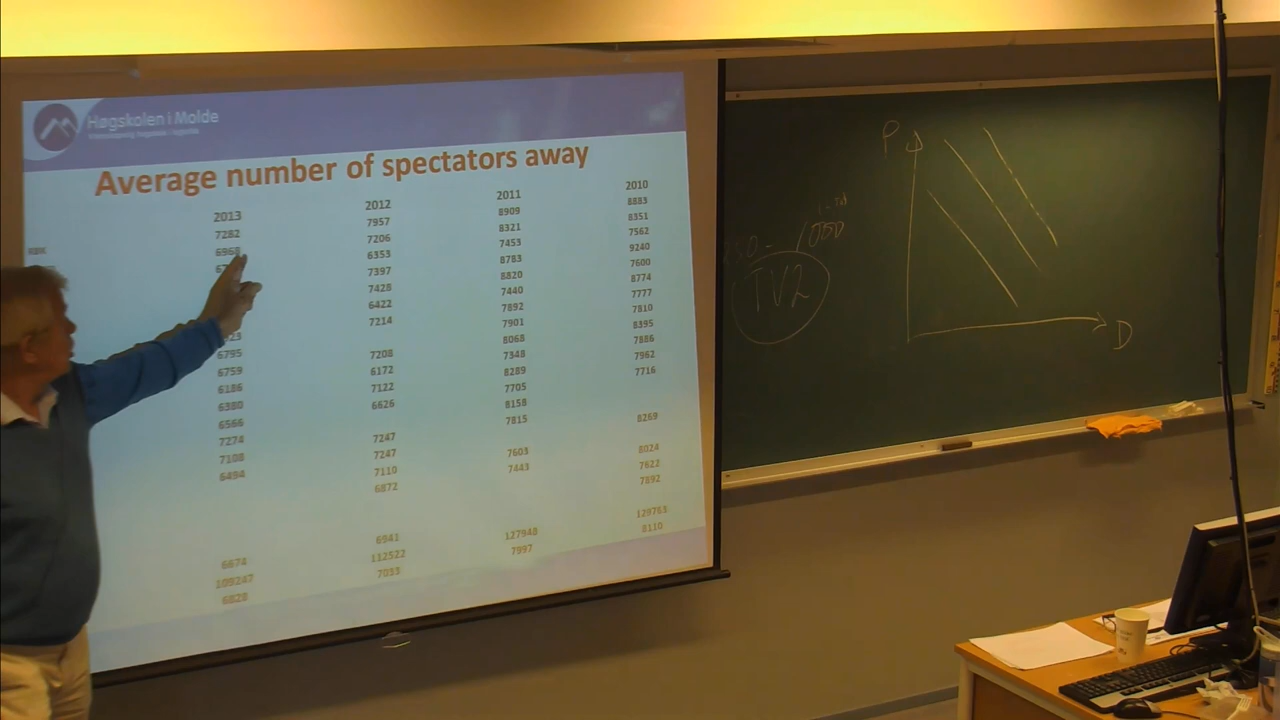 Høgskolen i Molde
Average number of spectators away
2013 2012 2011 2010
7282 7957 8909 8883
RBK 6968 7206 8321 8351
6353 7453 7562
7397 8783 9240
7428 8820 7600
6422 7440 8774
7214 7892 7777
7901 7810
6795 7208 8068 8395
6759 6172 7348 7886
6186 7122 8289 7962
6380 6626 7705 7716
6566 8158
7274 7247 7815 8269
7108 7247
6494 7110 7603 8024
6872 7443 7622
7892
6674 6941 127948 129763
109247 112522 7997 8110
6828 7033
P
D
TV2